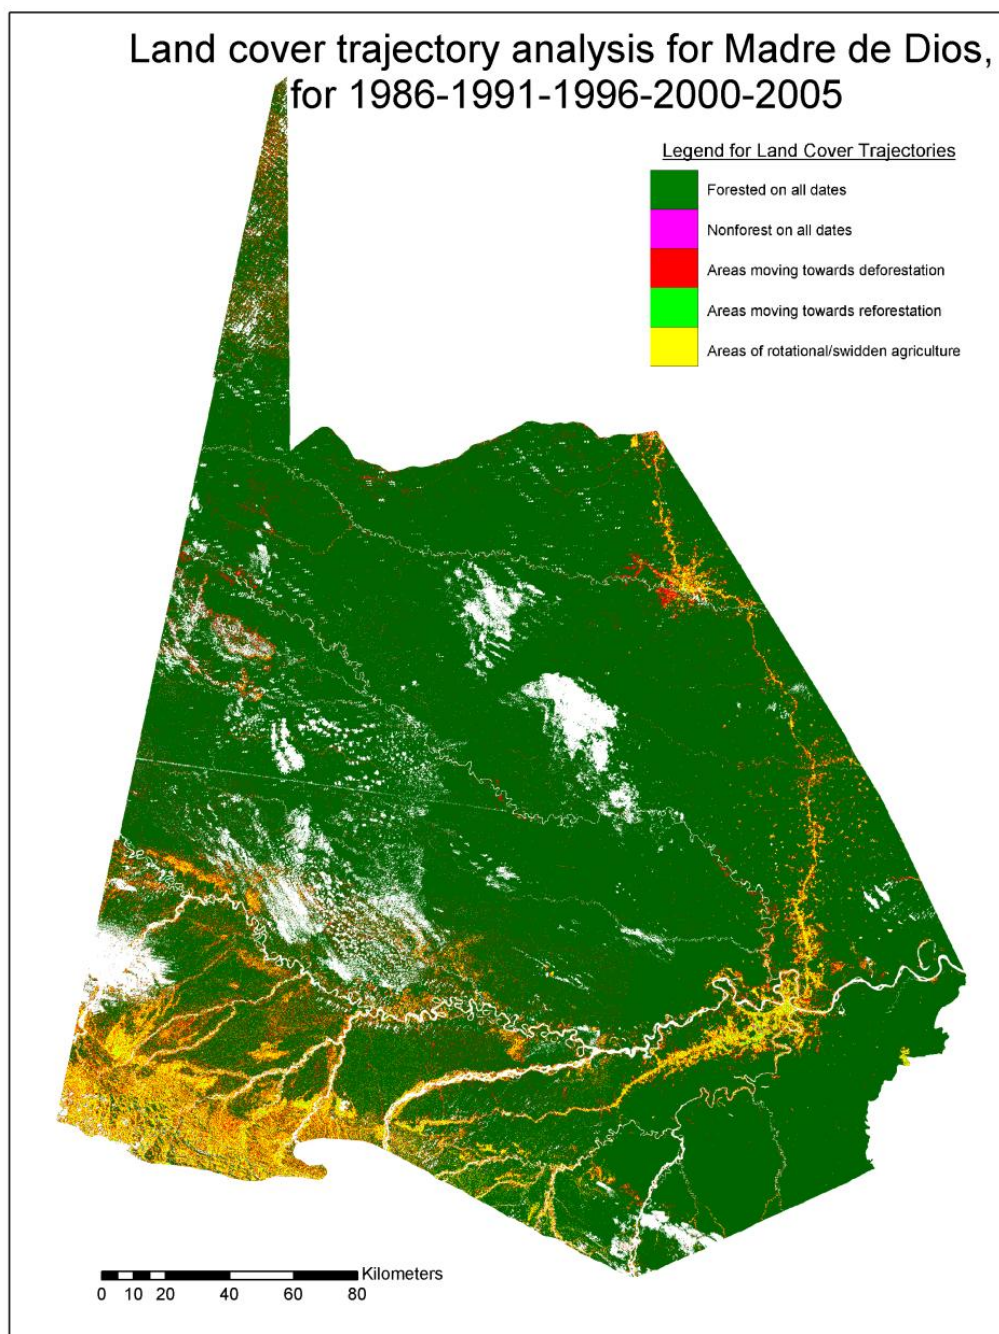 Land cover trajectory analysis for Madre de Dios,
for 1986-1991-1996-2000-2005
Legend for Land Cover Trajectories
Forested on all dates
Nonforest on all dates
Areas moving towards deforestation
Areas moving towards reforestation
Areas of rotational/swidden agriculture
Kilometers
0 10 20 40 60 80